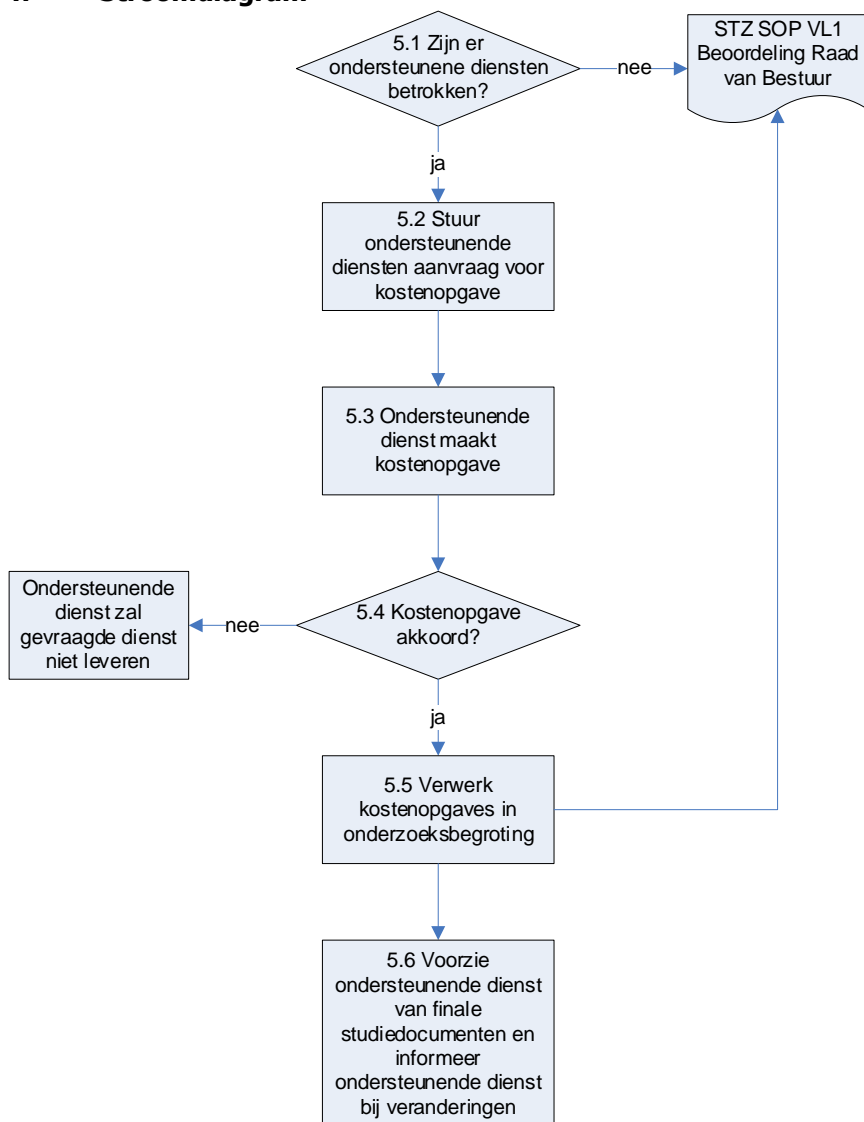 5.1 Zijn er
ondersteunene diensten
betrokken?
nee
STZ SOP VL1
Beoordeling Raad
van Bestuur
ja
5.2 Stuur
ondersteunende
diensten aanvraag voor
kostenopgave
5.3 Ondersteunende
dienst maakt
kostenopgave
Ondersteunende
dienst zal
gevraagde dienst
niet leveren
nee
5.4 Kostenopgave
akkoord?
ja
5.5 Verwerk
kostenopgaves in
onderzoeksbegroting
5.6 Voorzie
ondersteunende dienst
van finale
studiedocumenten en
informeer
ondersteunende dienst
bij veranderingen